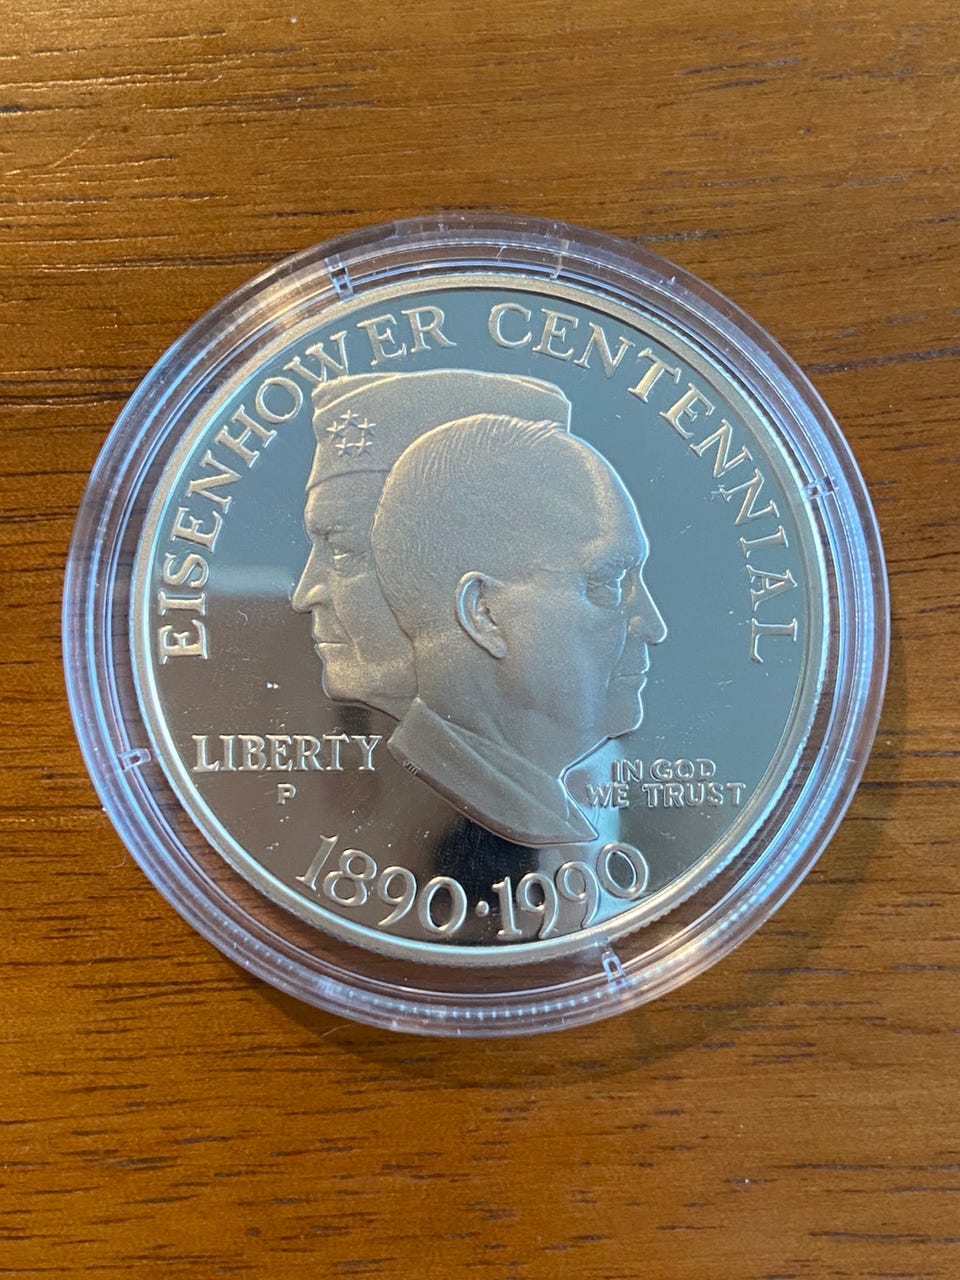 EISENHOWER CENTENNIAL
LIBERTY
P
IN GOD
WE TRUST
1890·1990